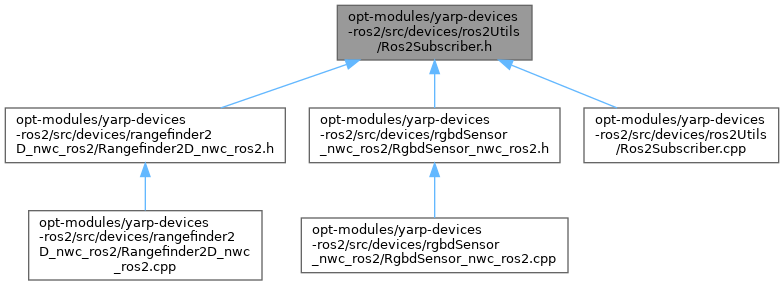 opt-modules/yarp-devices
-ros2/src/devices/ros2Utils
/Ros2Subscriber.h
opt-modules/yarp-devices
-ros2/src/devices/rangefinder2
D_nwc_ros2/Rangefinder2D_nwc_ros2.h
opt-modules/yarp-devices
-ros2/src/devices/rgbdSensor
_nwc_ros2/RgbdSensor_nwc_ros2.h
opt-modules/yarp-devices
-ros2/src/devices/ros2Utils
/Ros2Subscriber.cpp
opt-modules/yarp-devices
-ros2/src/devices/rangefinder2
D_nwc_ros2/Rangefinder2D_nwc
_ros2.cpp
opt-modules/yarp-devices
-ros2/src/devices/rgbdSensor
_nwc_ros2/RgbdSensor_nwc_ros2.cpp